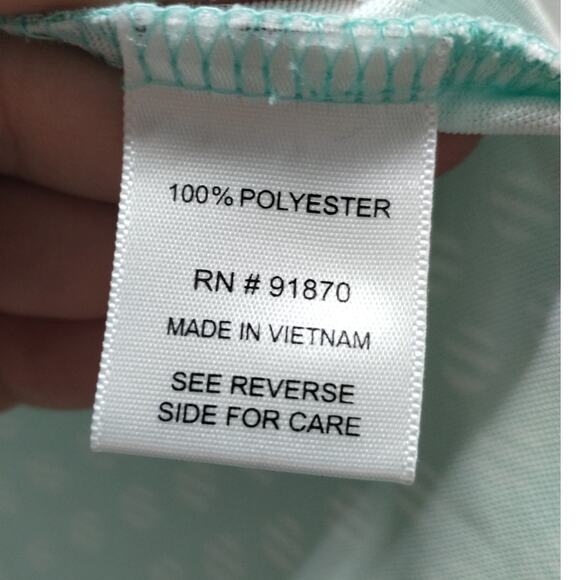 100% POLYESTER
RN # 91870
MADE IN VIETNAM
SEE REVERSE
SIDE FOR CARE